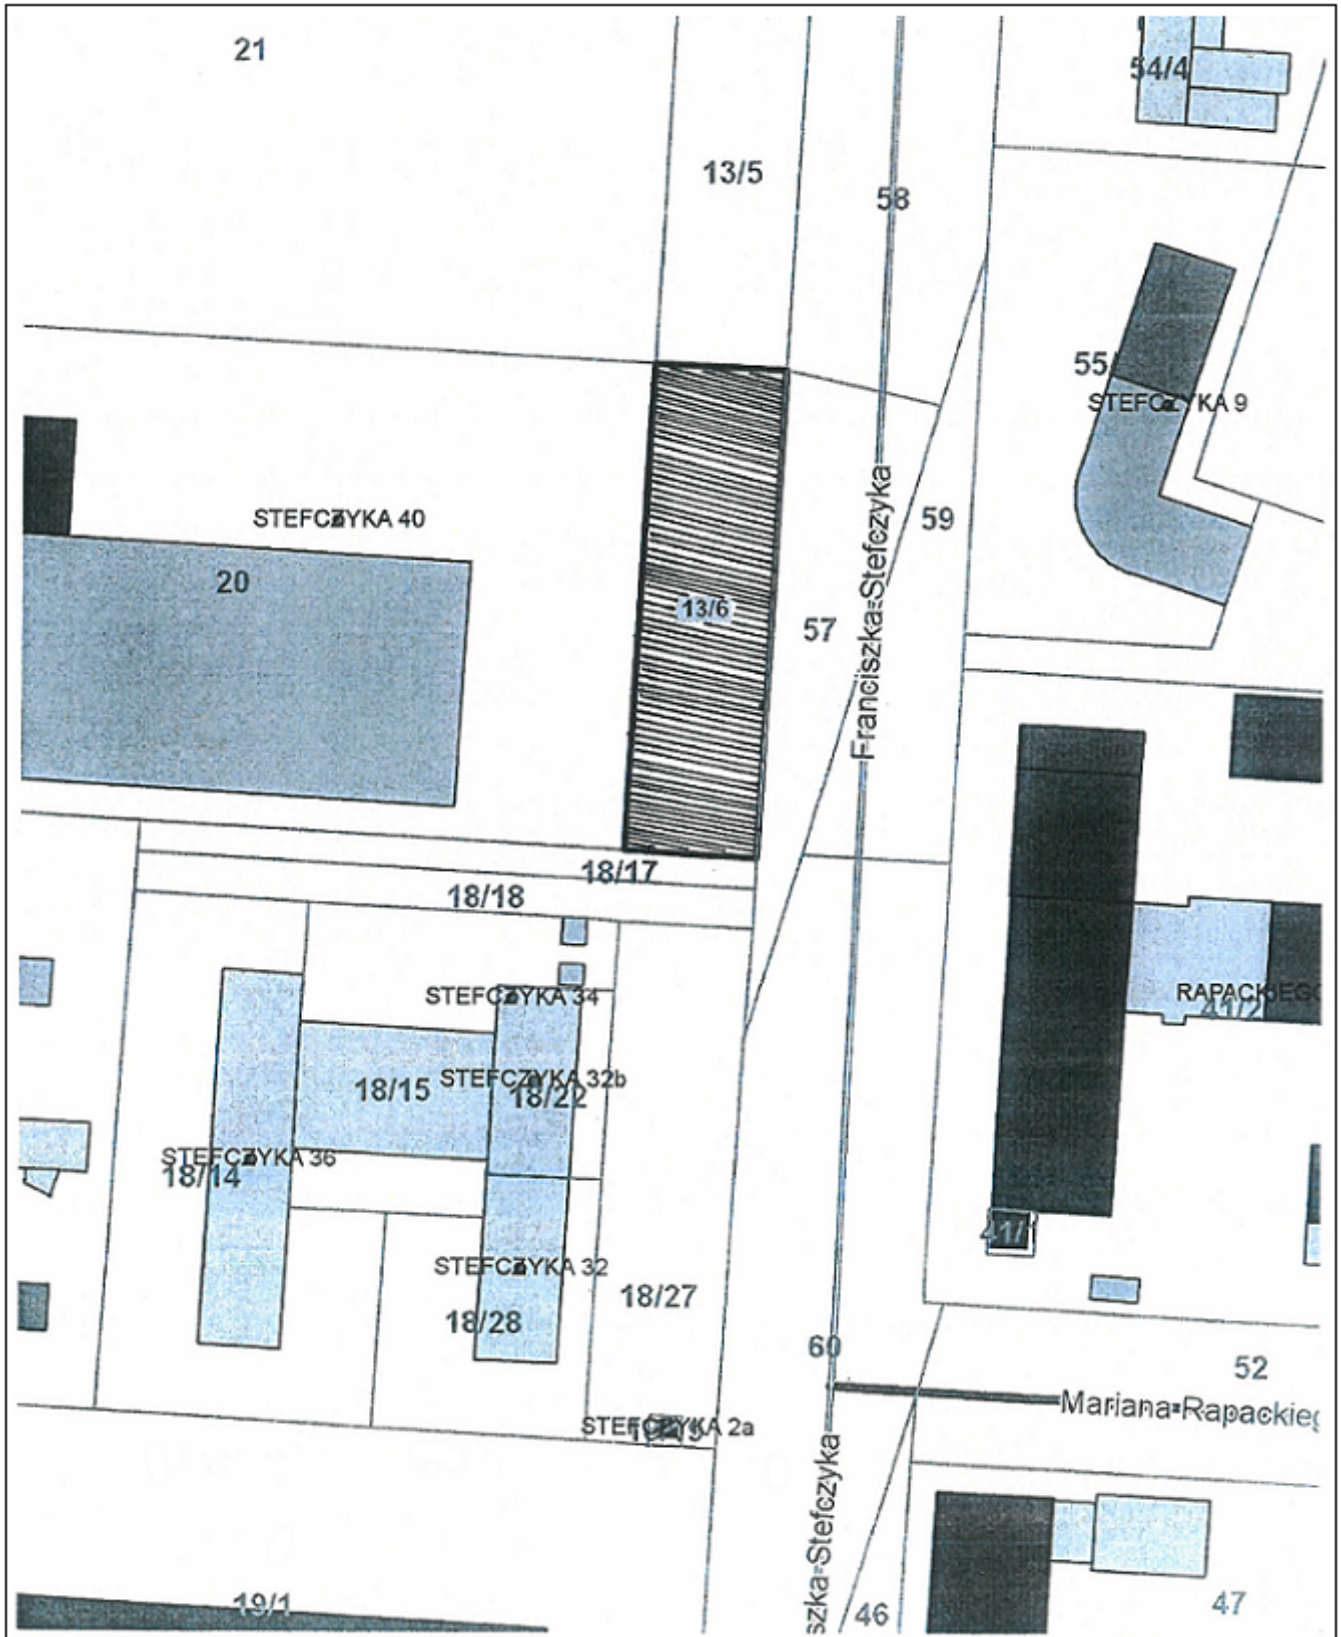 21
54/4
13/5
58
55/
STEFCZYKA 9
STEFCZYKA 40
59
20
13/6
57
Franciszka Stefczyka
18/17
18/18
STEFCZYKA 34
RAPACKIEGO
41/2
STEFCZYKA 32b
18/15
18/22
STEFCZYKA 36
18/14
41/
STEFCZYKA 32
18/27
18/28
60
52
Mariana Rapackieg
STEFCZYKA 2a
szka Stefczyka
19/1
46
47